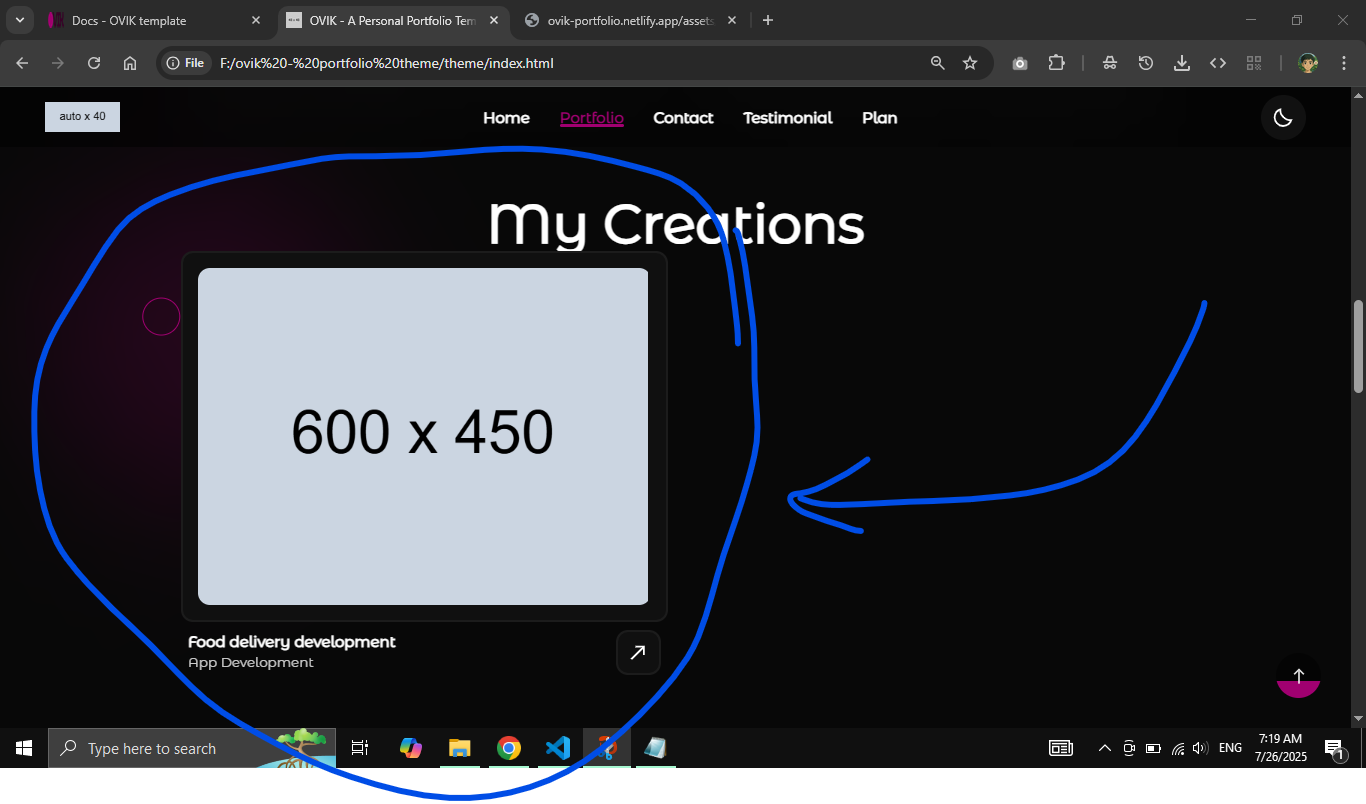 Docs - OVIK template
OVIK - A Personal Portfolio Tem
ovik-portfolio.netlify.app/assets
File
F:/ovik%20-%20portfolio%20theme/theme/index.html
auto x 40
Home
Portfolio
Contact
Testimonial
Plan
My Creations
600 x 450
Food delivery development
App Development
Type here to search
ENG
7:19 AM
7/26/2025
1